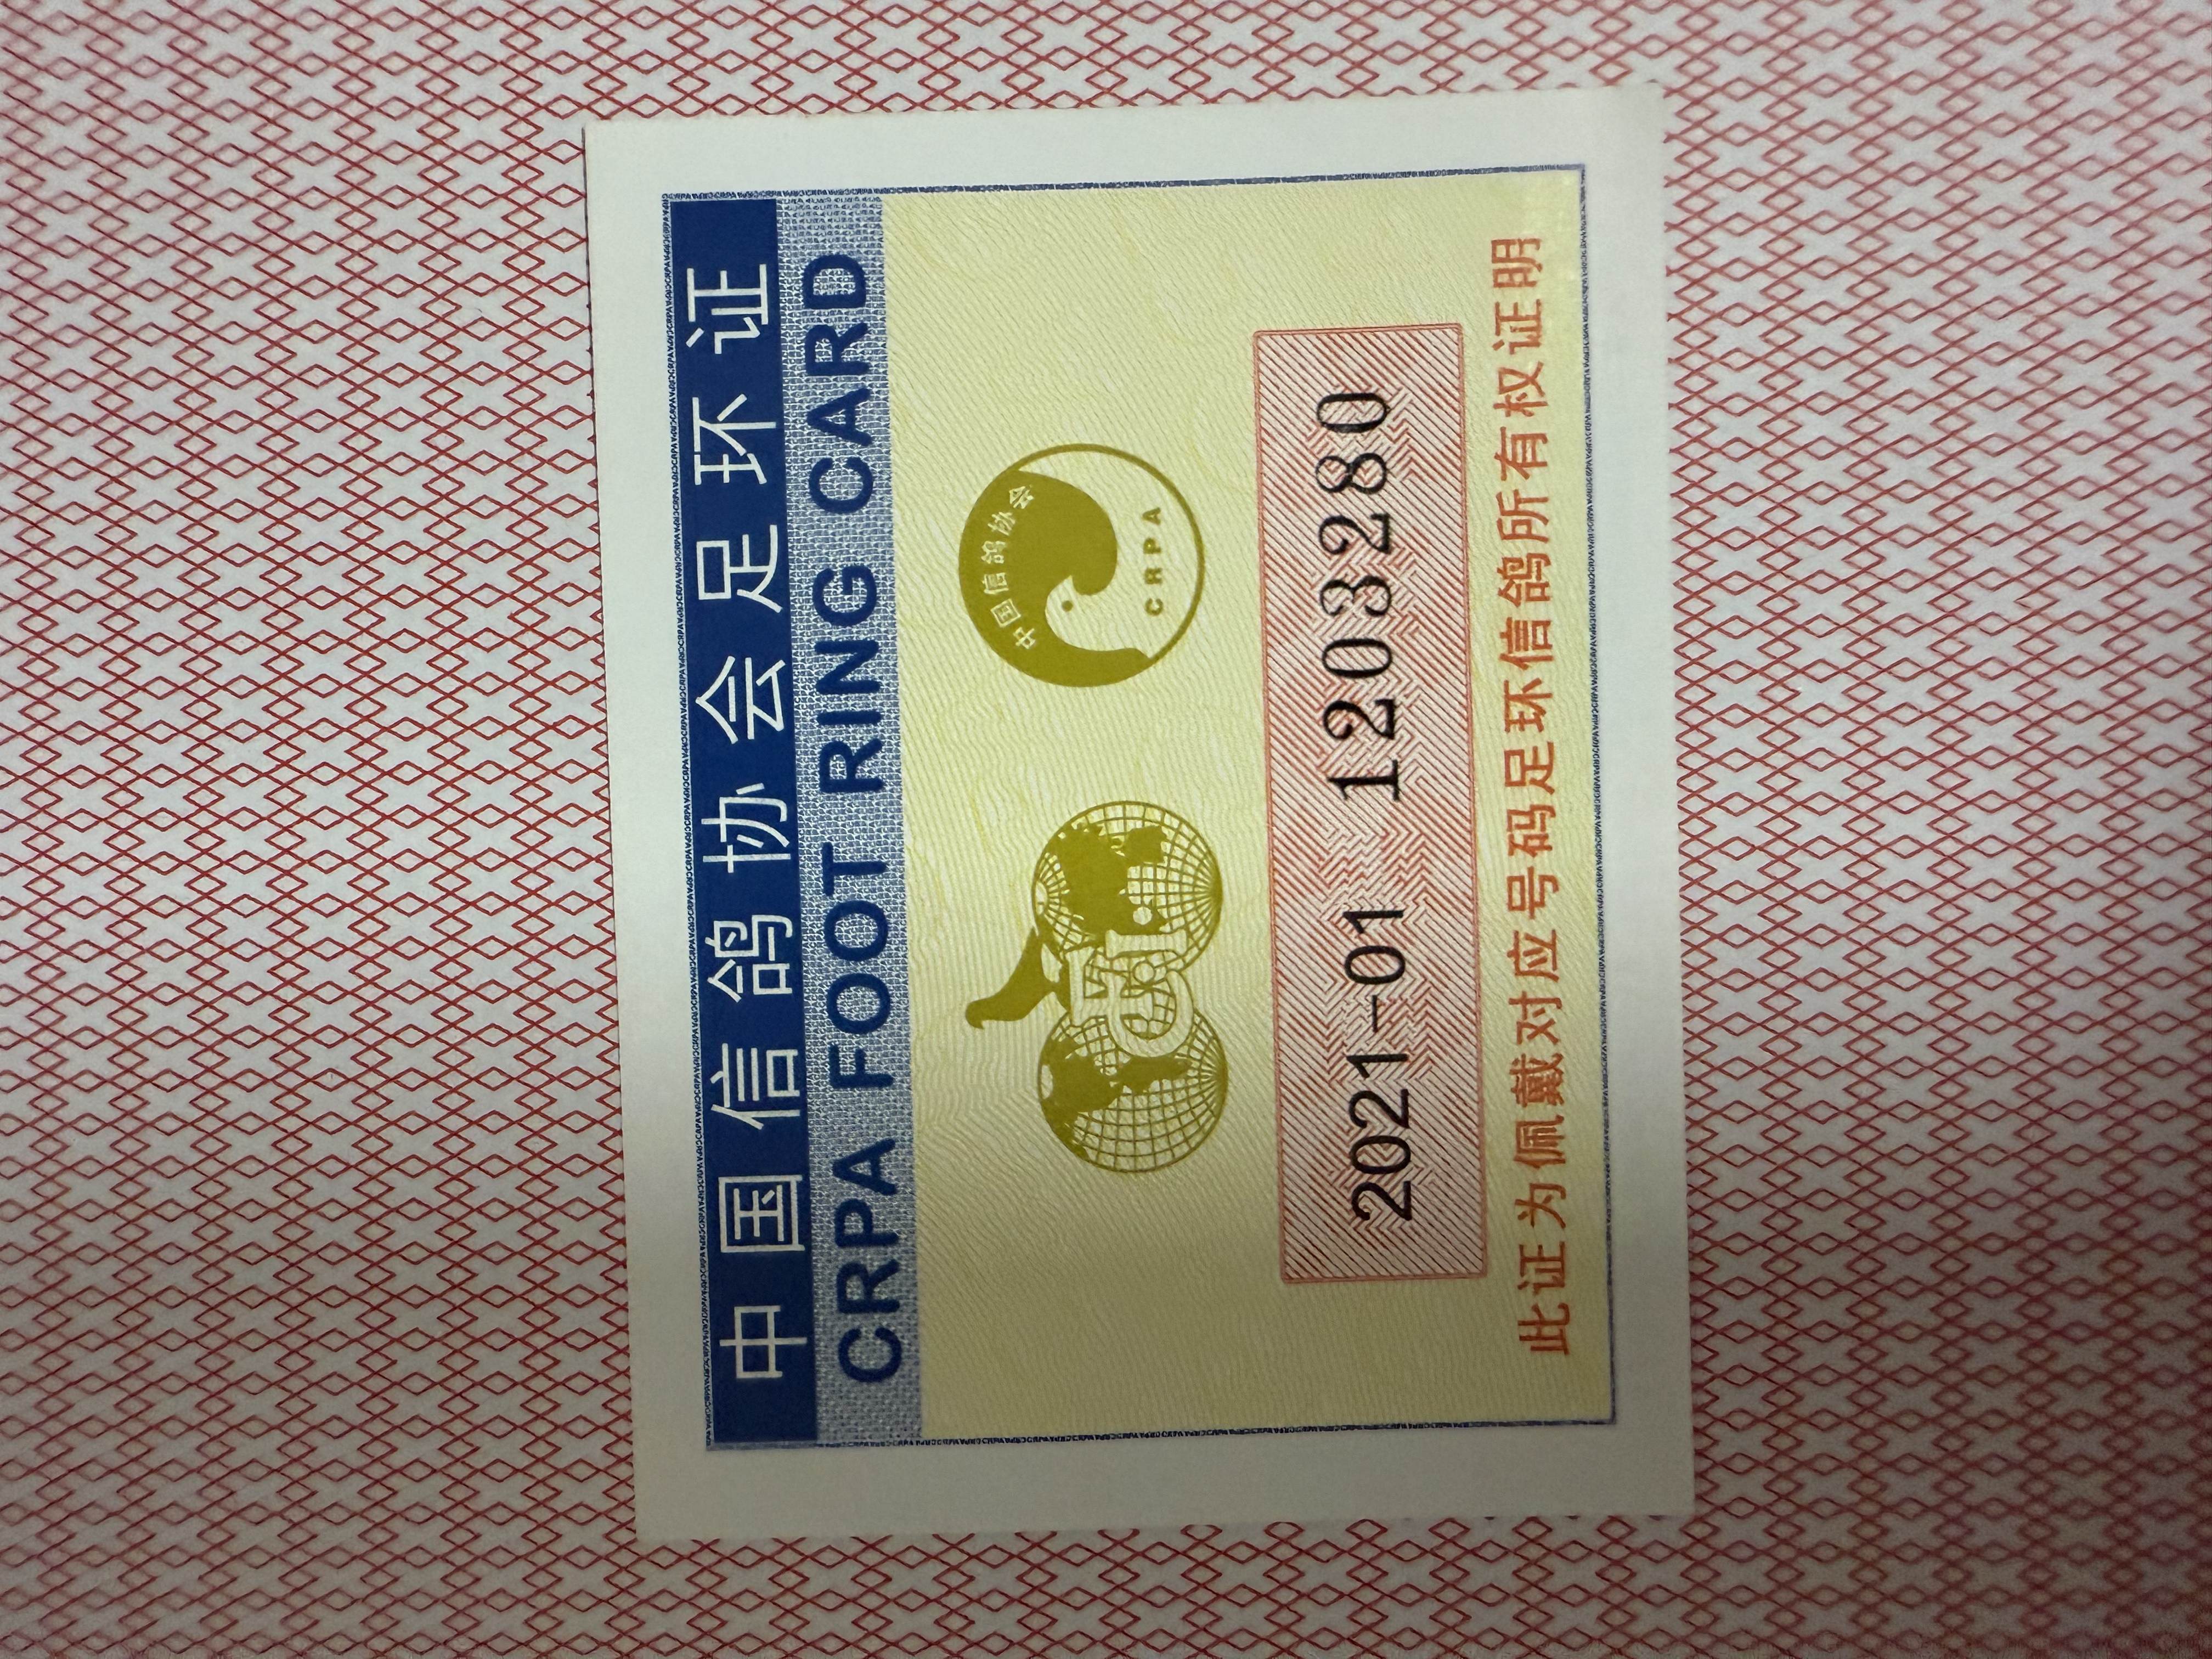 中国信鸽协会足环证
CRPA FOOT RING CARD
FCI
中国信鸽协会
CRPA
2021-01 1203280
此证为佩戴对应号码足环信鸽所有权证明